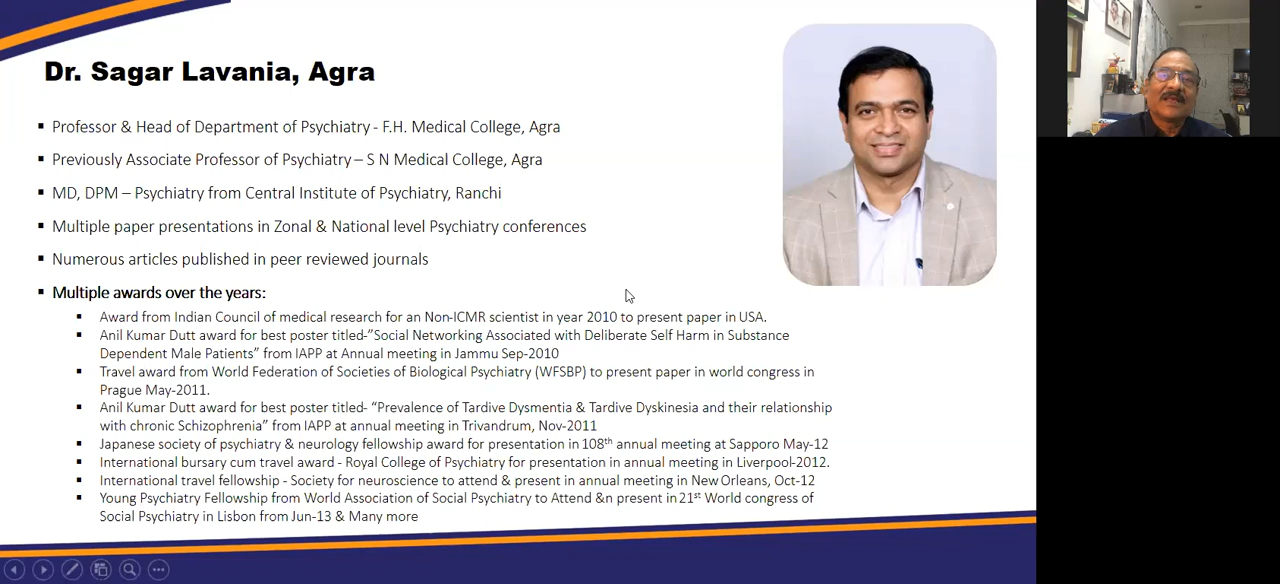 Dr. Sagar Lavania, Agra
▪ Professor & Head of Department of Psychiatry - F.H. Medical College, Agra
▪ Previously Associate Professor of Psychiatry – S N Medical College, Agra
▪ MD, DPM – Psychiatry from Central Institute of Psychiatry, Ranchi
▪ Multiple paper presentations in Zonal & National level Psychiatry conferences
▪ Numerous articles published in peer reviewed journals
▪ Multiple awards over the years:
▪ Award from Indian Council of medical research for an Non-ICMR scientist in year 2010 to present paper in USA.
▪ Anil Kumar Dutt award for best poster titled-"Social Networking Associated with Deliberate Self Harm in Substance
Dependent Male Patients" from IAPP at Annual meeting in Jammu Sep-2010
▪ Travel award from World Federation of Societies of Biological Psychiatry (WFSBP) to present paper in world congress in
Prague May-2011.
▪ Anil Kumar Dutt award for best poster titled- "Prevalence of Tardive Dysmentia & Tardive Dyskinesia and their relationship
with chronic Schizophrenia" from IAPP at annual meeting in Trivandrum, Nov-2011
▪ Japanese society of psychiatry & neurology fellowship award for presentation in 108th annual meeting at Sapporo May-12
▪ International bursary cum travel award - Royal College of Psychiatry for presentation in annual meeting in Liverpool-2012.
▪ International travel fellowship - Society for neuroscience to attend & present in annual meeting in New Orleans, Oct-12
▪ Young Psychiatry Fellowship from World Association of Social Psychiatry to Attend &n present in 21st World congress of
Social Psychiatry in Lisbon from Jun-13 & Many more